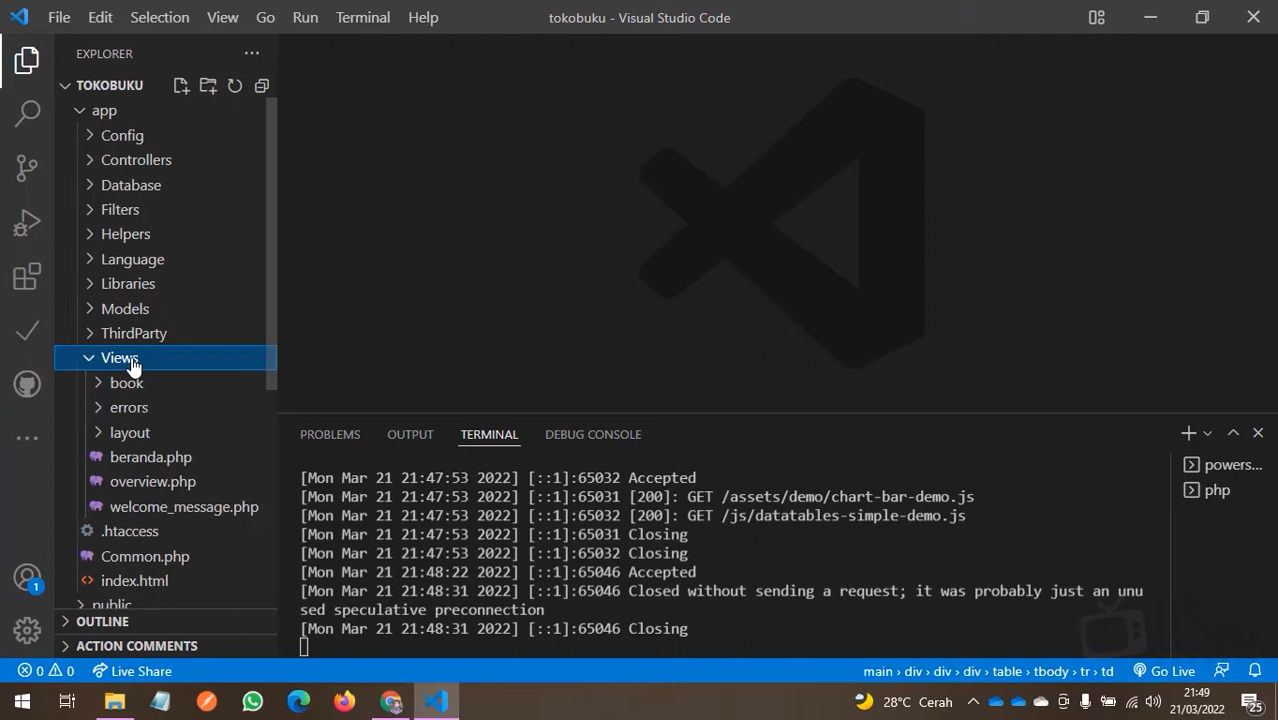 File Edit Selection View Go Run Terminal Help
tokobuku - Visual Studio Code
EXPLORER
TOKOBUKU
app
Config
Controllers
Database
Filters
Helpers
Language
Libraries
Models
ThirdParty
Views
book
errors
layout
beranda.php
overview.php
welcome_message.php
.htaccess
Common.php
index.html
public
OUTLINE
ACTION COMMENTS
PROBLEMS OUTPUT TERMINAL DEBUG CONSOLE
[Mon Mar 21 21:47:53 2022] [::1]:65032 Accepted
[Mon Mar 21 21:47:53 2022] [::1]:65031 [200]: GET /assets/demo/chart-bar-demo.js
[Mon Mar 21 21:47:53 2022] [::1]:65032 [200]: GET /js/datatables-simple-demo.js
[Mon Mar 21 21:47:53 2022] [::1]:65031 Closing
[Mon Mar 21 21:47:53 2022] [::1]:65032 Closing
[Mon Mar 21 21:48:22 2022] [::1]:65046 Accepted
[Mon Mar 21 21:48:31 2022] [::1]:65046 Closed without sending a request; it was probably just an unu
sed speculative preconnection
[Mon Mar 21 21:48:31 2022] [::1]:65046 Closing
powers...
php
1
0 0 Live Share
main > div > div > div > table > tbody > tr > td
Go Live
28°C Cerah
21:49
21/03/2022
25